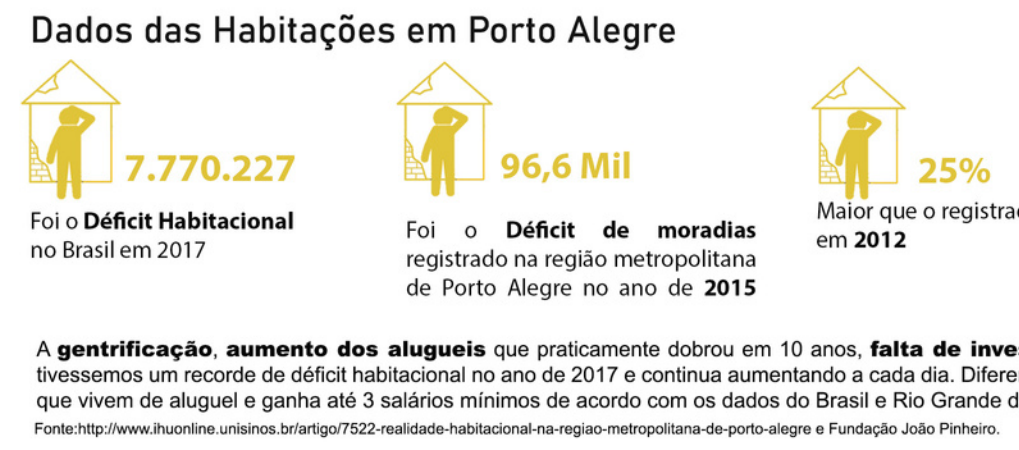 Dados das Habitações em Porto Alegre
7.770.227
Foi o Déficit Habitacional
no Brasil em 2017
96,6 Mil
Foi o Déficit de moradias
registrado na região metropolitana
de Porto Alegre no ano de 2015
25%
Maior que o
em 2012
A gentrificação, aumento dos alugueis que praticamente dobrou em 10 anos, falta de
tivessemos um recorde de déficit habitacional no ano de 2017 e continua aumentando a cada dia.
que vivem de aluguel e ganha até 3 salários mínimos de acordo com os dados do Brasil e Rio Grande
Fonte:http://www.ihuonline.unisinos.br/artigo/7522-realidade-habitacional-na-regiao-metropolitana-de-porto-alegre e Fundação João Pinheiro.